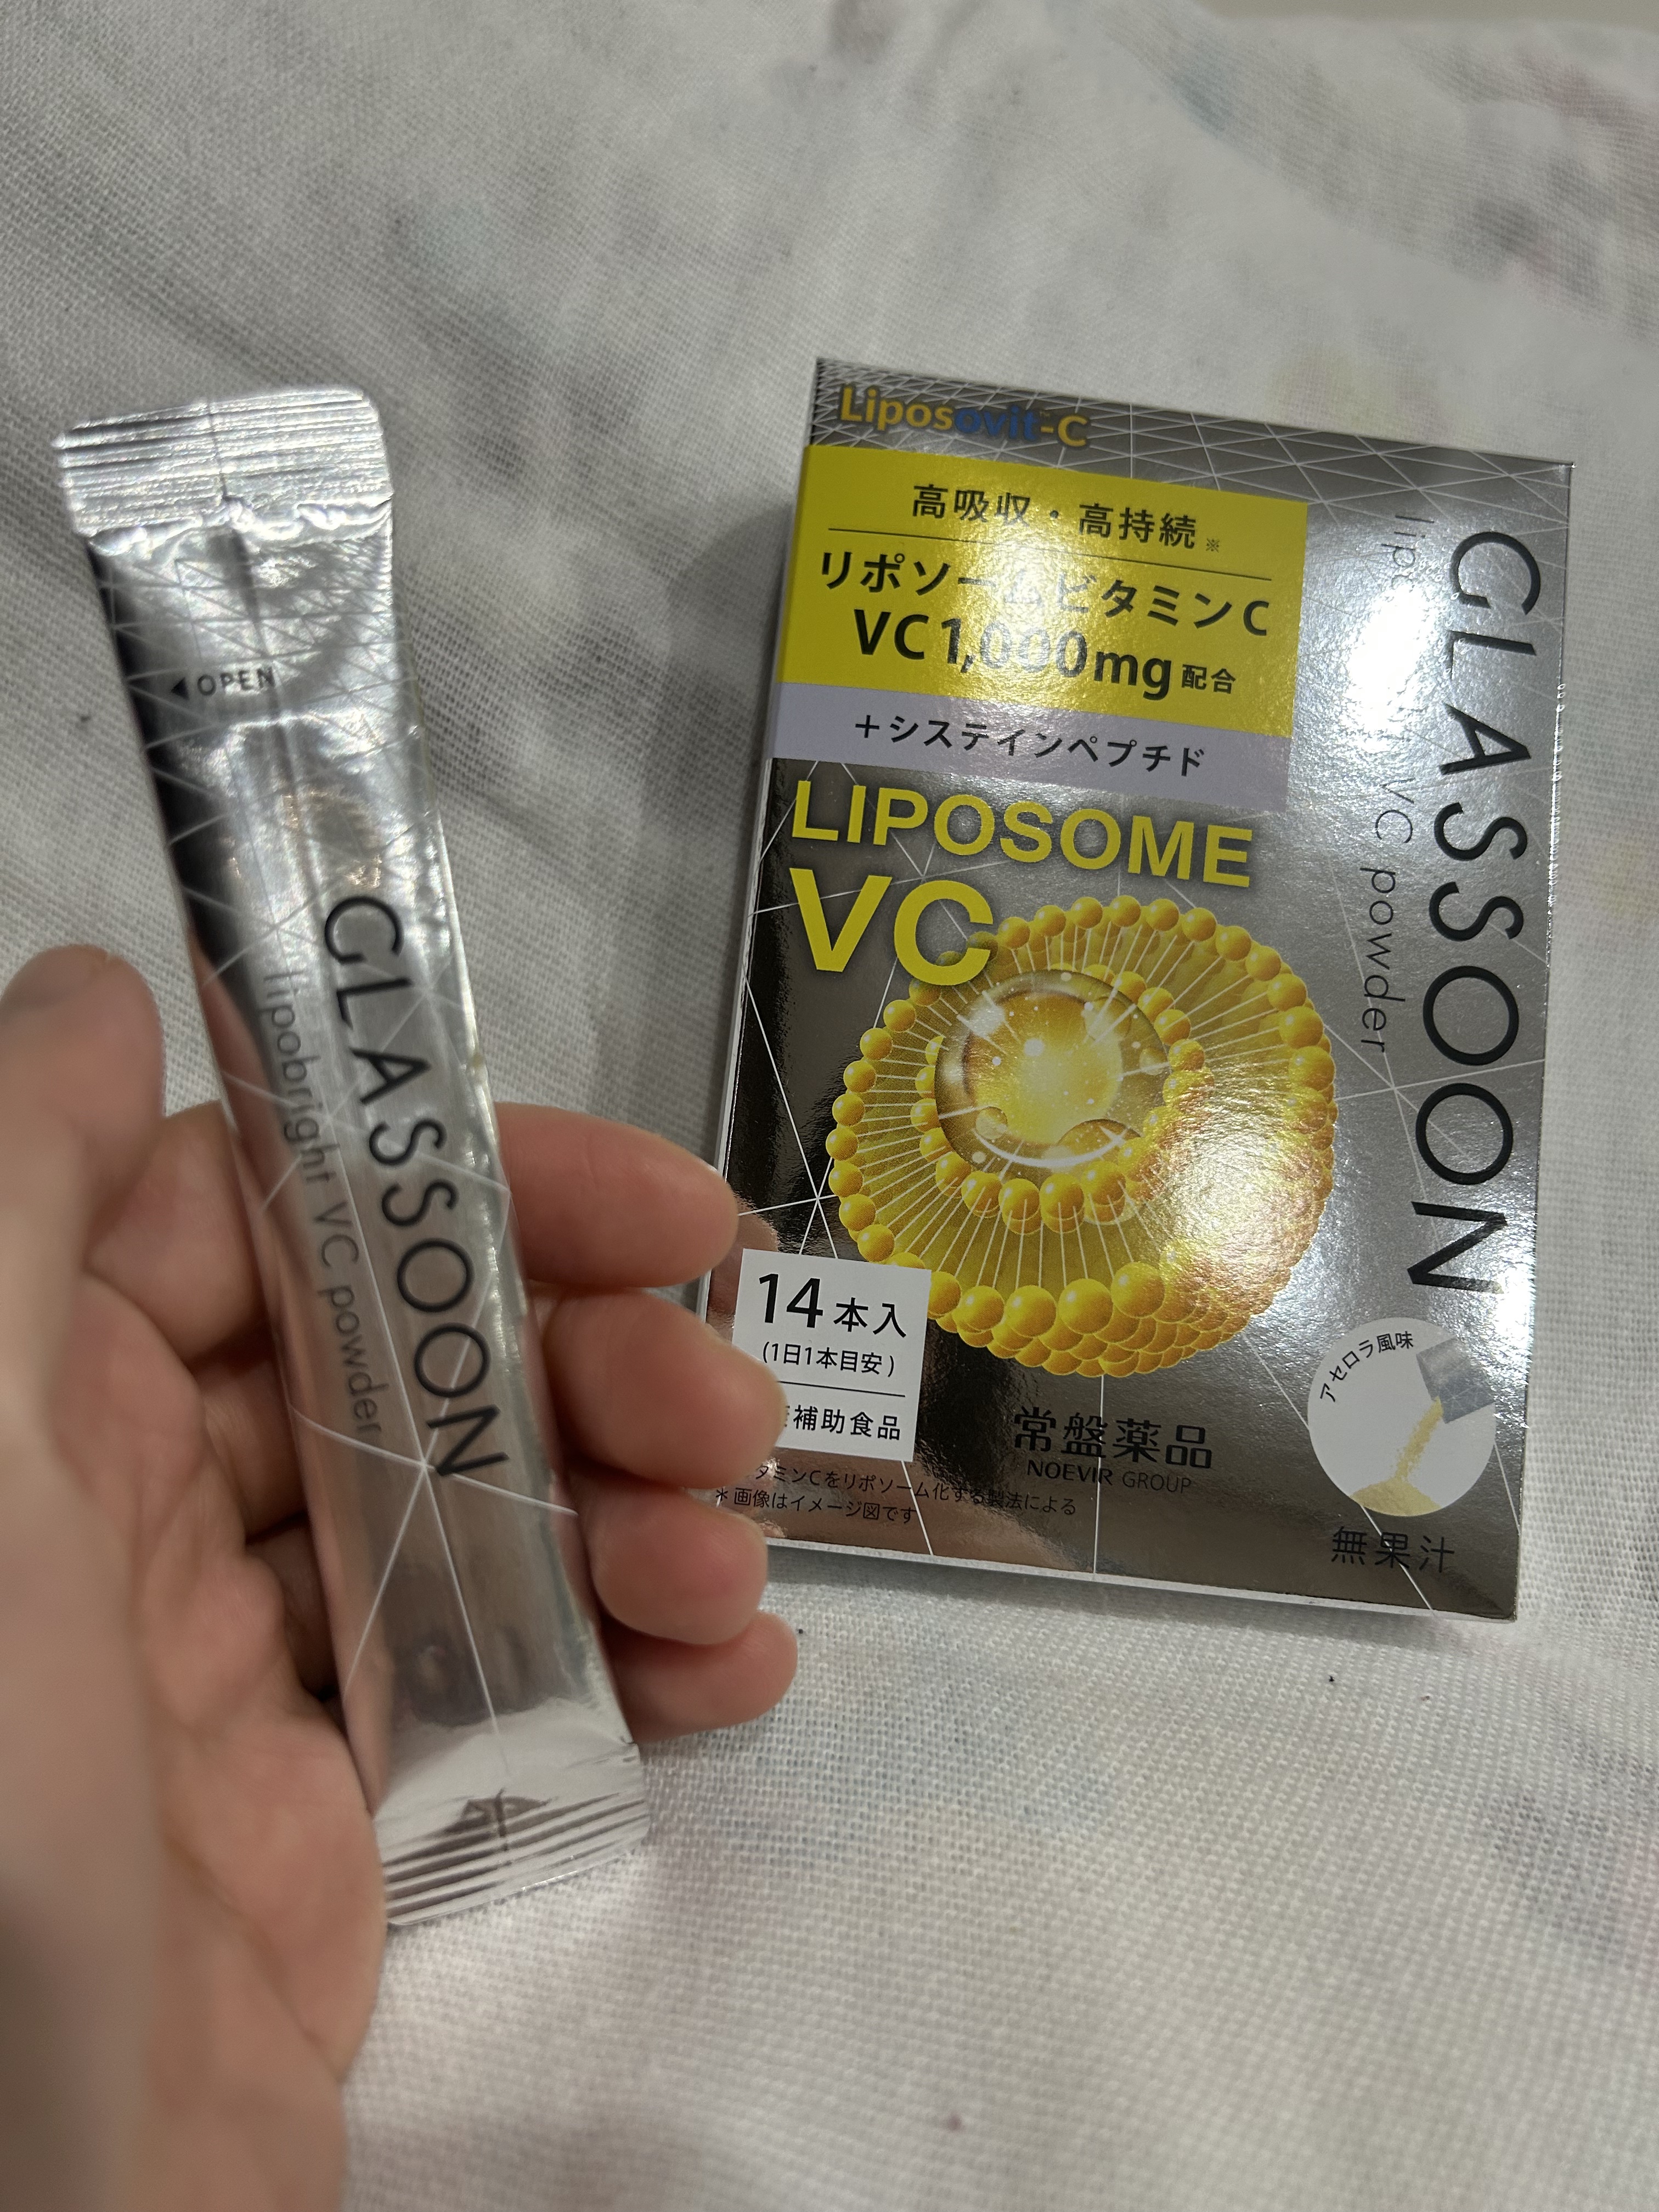 OPEN
GLASSOON
lipobright VC powder
Liposovit-C
高吸収・高持続※
リポソームビタミンC
VC1,000mg配合
+システインペプチド
LIPOSOME
VC
GLASSOON
VC powder
14本入
(1日1本目安)
補助食品
常盤薬品
NOEVIR GROUP
タミンCをリポソーム化する製法による
＊画像はイメージ図です
アセロラ風味
無果汁